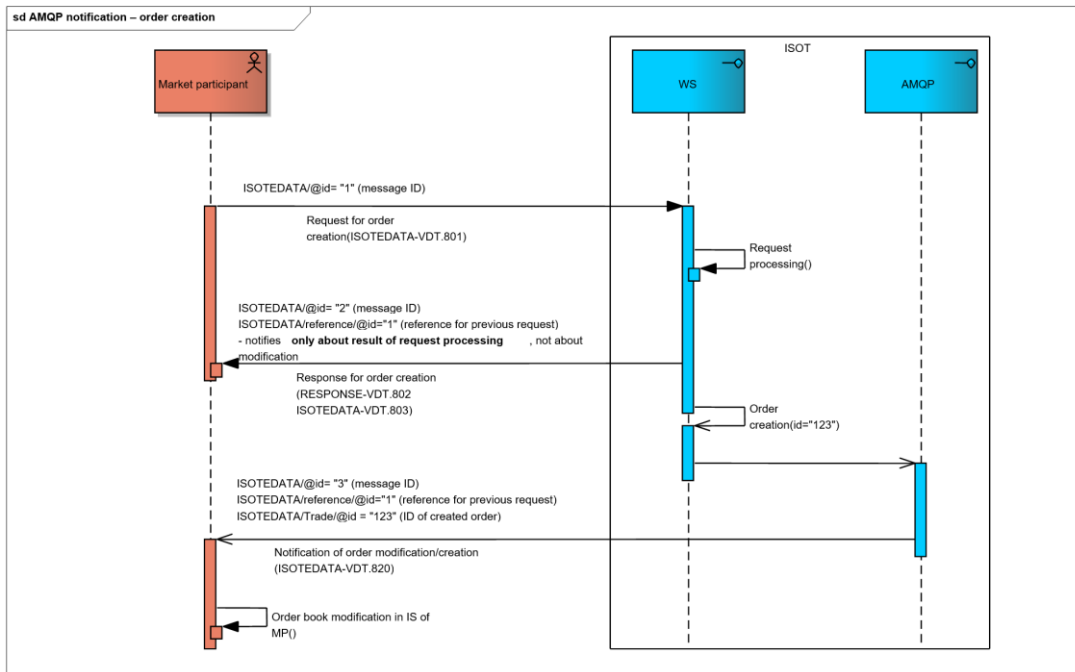 sd AMQP notification – order creation
ISOT
Market participant
WS
AMQP
ISOTEDATA/@id= "1" (message ID)
Request for order
creation(ISOTEDATA-VDT.801)
Request
processing()
ISOTEDATA/@id= "2" (message ID)
ISOTEDATA/reference/@id="1" (reference for previous request)
- notifies only about result of request processing , not about
modification
Response for order creation
(RESPONSE-VDT.802
ISOTEDATA-VDT.803)
Order
creation(id="123")
ISOTEDATA/@id= "3" (message ID)
ISOTEDATA/reference/@id="1" (reference for previous request)
ISOTEDATA/Trade/@id = "123" (ID of created order)
Notification of order modification/creation
(ISOTEDATA-VDT.820)
Order book modification in IS of
MP()